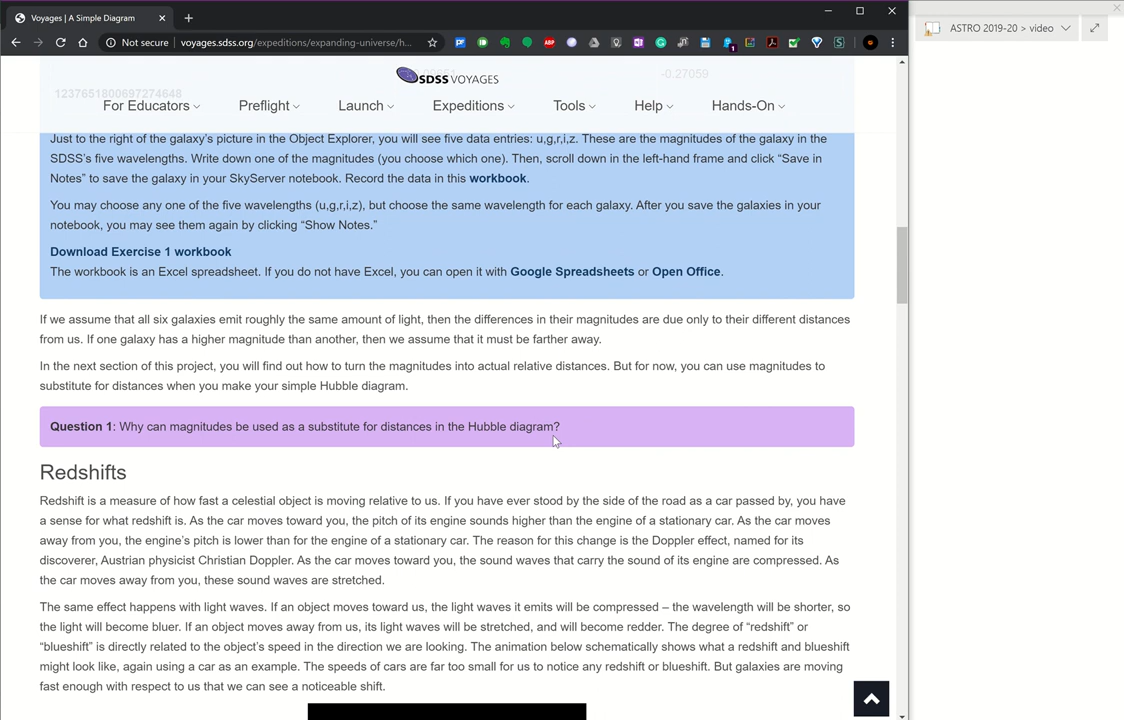 Voyages | A Simple Diagram
ASTRO 2019-20 > video
Not secure
voyages.sdss.org/expeditions/expanding-universe/h...
-0.27059
SDSS VOYAGES
1237651800697274648
For Educators Preflight Launch Expeditions Tools Help Hands-On
Just to the right of the galaxy's picture in the Object Explorer, you will see five data entries: u,g,r,i,z. These are the magnitudes of the galaxy in the
SDSS's five wavelengths. Write down one of the magnitudes (you choose which one). Then, scroll down in the left-hand frame and click “Save in
Notes” to save the galaxy in your SkyServer notebook. Record the data in this workbook.
You may choose any one of the five wavelengths (u,g,r,i,z), but choose the same wavelength for each galaxy. After you save the galaxies in your
notebook, you may see them again by clicking “Show Notes.”
Download Exercise 1 workbook
The workbook is an Excel spreadsheet. If you do not have Excel, you can open it with Google Spreadsheets or Open Office.
If we assume that all six galaxies emit roughly the same amount of light, then the differences in their magnitudes are due only to their different distances
from us. If one galaxy has a higher magnitude than another, then we assume that it must be farther away.
In the next section of this project, you will find out how to turn the magnitudes into actual relative distances. But for now, you can use magnitudes to
substitute for distances when you make your simple Hubble diagram.
Question 1: Why can magnitudes be used as a substitute for distances in the Hubble diagram?
Redshifts
Redshift is a measure of how fast a celestial object is moving relative to us. If you have ever stood by the side of the road as a car passed by, you have
a sense for what redshift is. As the car moves toward you, the pitch of its engine sounds higher than the engine of a stationary car. As the car moves
away from you, the engine's pitch is lower than for the engine of a stationary car. The reason for this change is the Doppler effect, named for its
discoverer, Austrian physicist Christian Doppler. As the car moves toward you, the sound waves that carry the sound of its engine are compressed. As
the car moves away from you, these sound waves are stretched.
The same effect happens with light waves. If an object moves toward us, the light waves it emits will be compressed – the wavelength will be shorter, so
the light will become bluer. If an object moves away from us, its light waves will be stretched, and will become redder. The degree of “redshift” or
“blueshift” is directly related to the object's speed in the direction we are looking. The animation below schematically shows what a redshift and blueshift
might look like, again using a car as an example. The speeds of cars are far too small for us to notice any redshift or blueshift. But galaxies are moving
fast enough with respect to us that we can see a noticeable shift.